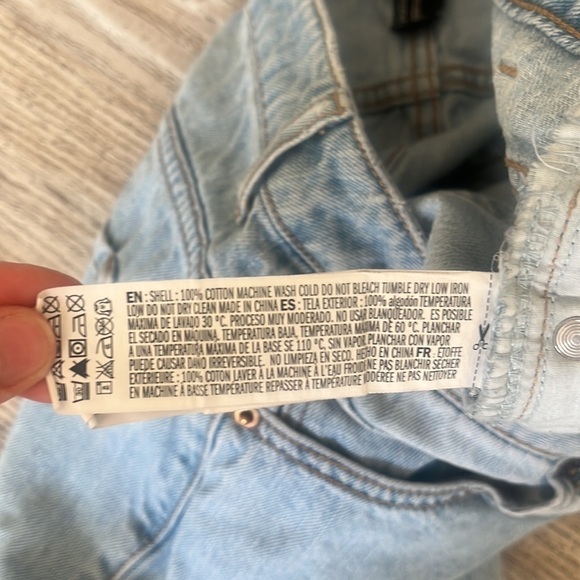 EN : SHELL : 100% COTTON MACHINE WASH COLD DO NOT BLEACH TUMBLE DRY LOW IRON
LOW DO NOT DRY CLEAN MADE IN CHINA ES : TELA EXTERIOR : 100% algodón TEMPERATURA
MÁXIMA DE LAVADO 30 °C. PROCESO MUY MODERADO. NO USAR BLANQUEADOR. ES POSIBLE
EL SECADO EN MÁQUINA. TEMPERATURA BAJA, TEMPERATURA MÁXIMA DE 60 °C. PLANCHAR
A UNA TEMPERATURA MÁXIMA DE LA BASE DE 110 °C, SIN VAPOR. PLANCHAR CON VAPOR
PUEDE CAUSAR DAÑO IRREVERSIBLE. NO LIMPIEZA EN SECO. HECHO EN CHINA FR : ETOFFE
EXTÉRIEURE : 100% COTON LAVER À LA MACHINE À L'EAU FROIDE NE PAS BLANCHIR SÉCHER
EN MACHINE À BASSE TEMPERATURE REPASSER À TEMPÉRATURE MODÉRÉE NE PAS NETTOYER